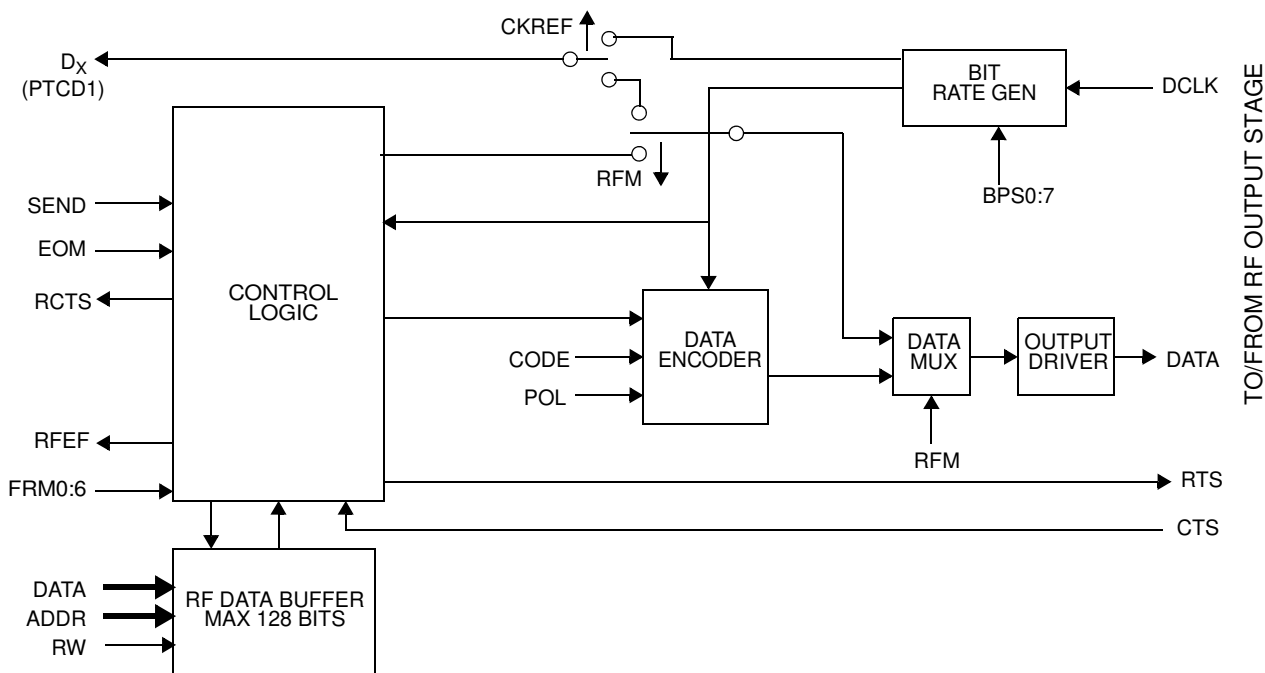 CKREF
DX
(PTCD1)
BIT
RATE GEN
DCLK
BPS0:7
RFM
SEND
EOM
RCTS
CONTROL
LOGIC
RFEF
FRM0:6
CODE
POL
DATA
ENCODER
DATA
MUX
OUTPUT
DRIVER
DATA
RFM
RTS
CTS
TO/FROM RF OUTPUT STAGE
DATA
ADDR
RW
RF DATA BUFFER
MAX 128 BITS